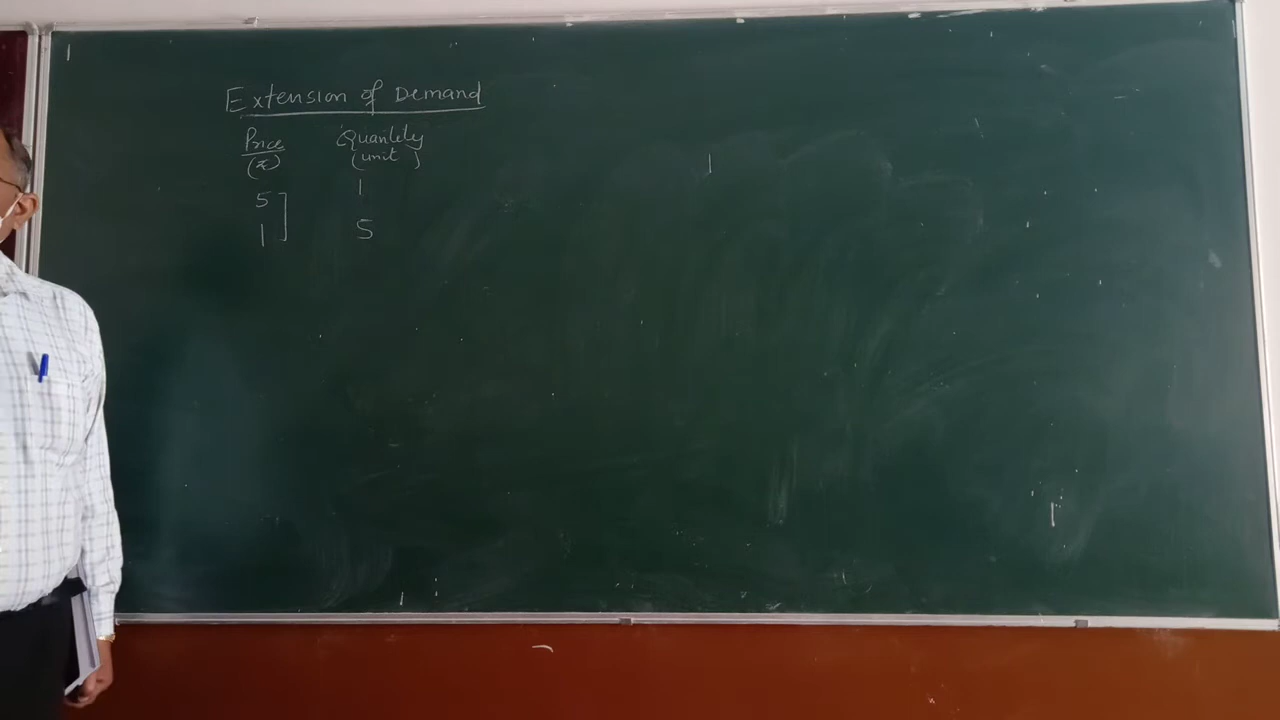 Extension of Demand
Price Quantity
(₹) (unit )
5 1
1 5